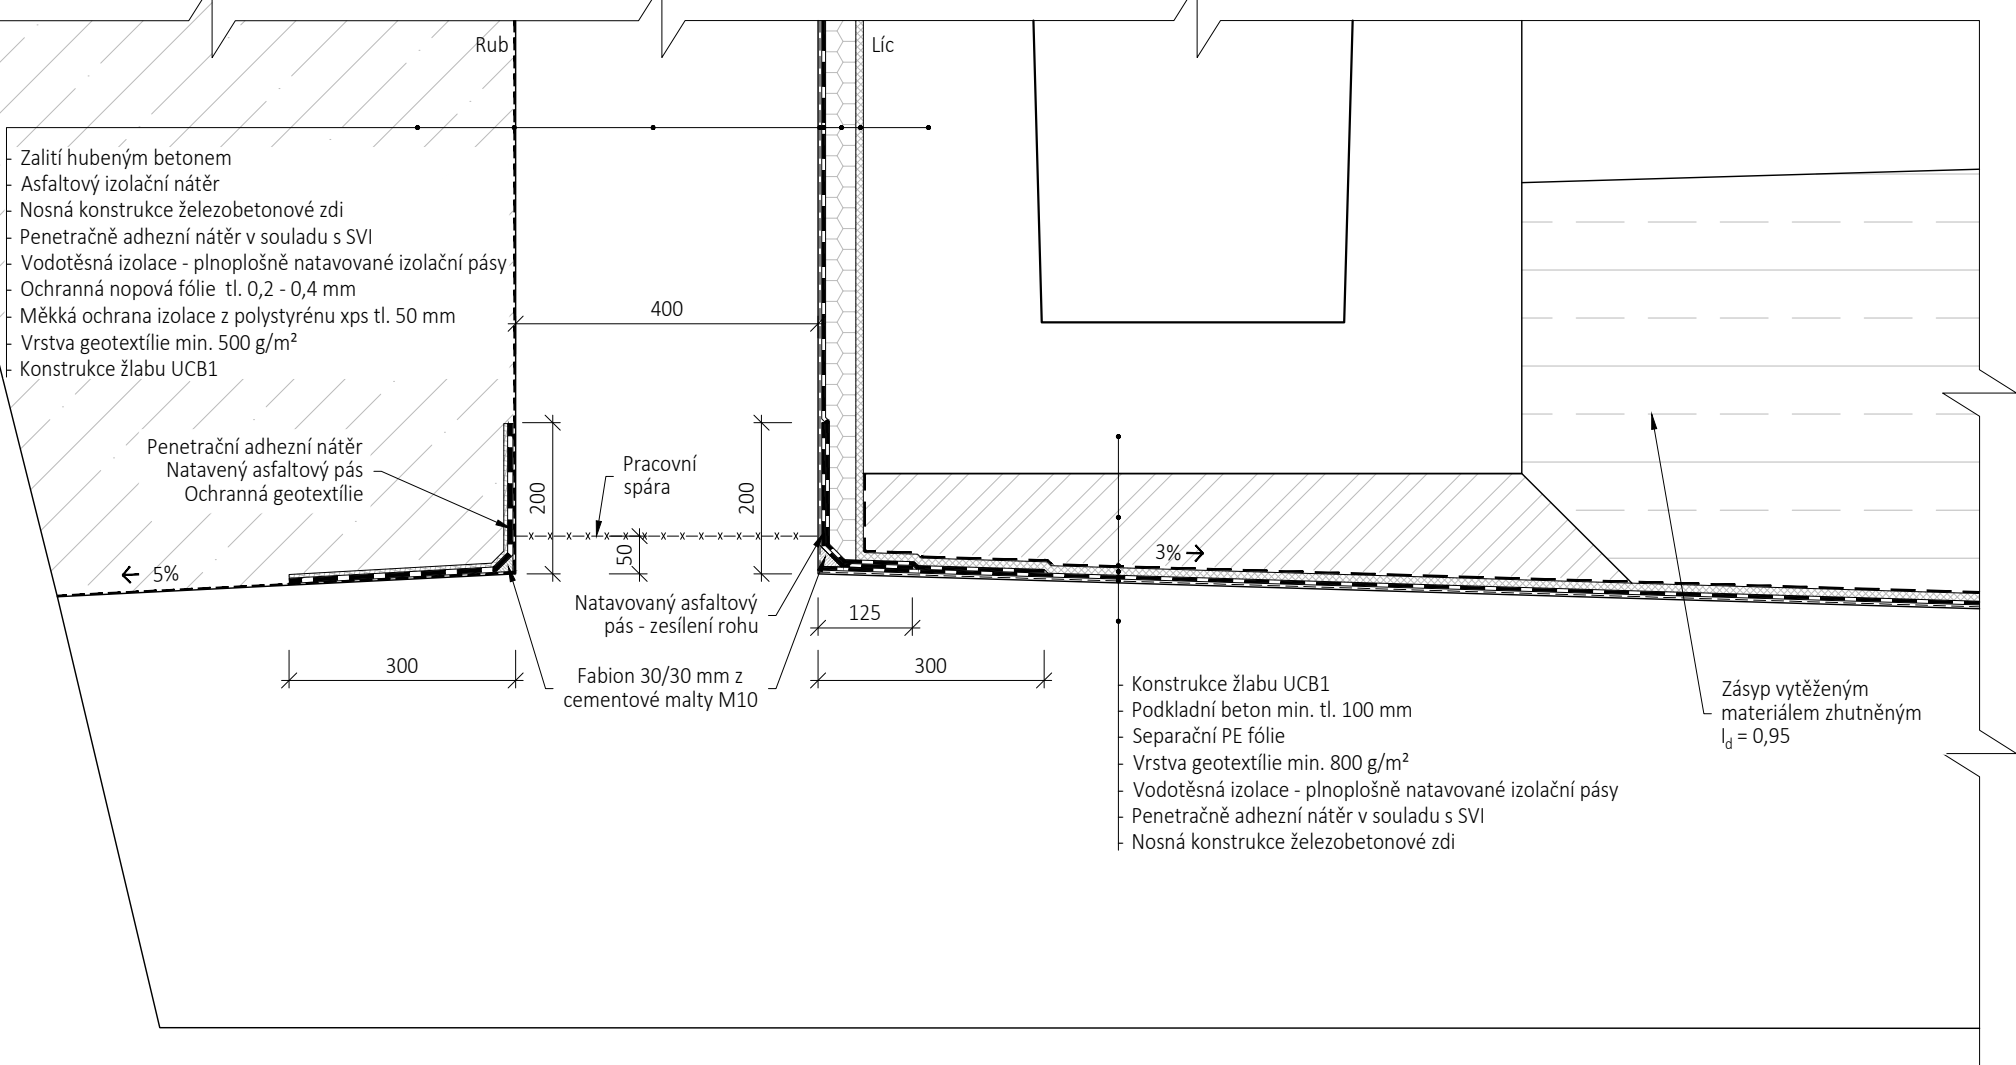 Rub
Líc
Zalití hubeným betonem
Asfaltový izolační nátěr
Nosná konstrukce železobetonové zdi
Penetračně adhezní nátěr v souladu s SVI
Vodotěsná izolace - plnoplošně natavované izolační pásy
Ochranná nopová fólie tl. 0,2 - 0,4 mm
Měkká ochrana izolace z polystyrénu xps tl. 50 mm
Vrstva geotextílie min. 500 g/m²
Konstrukce žlabu UCB1
400
Penetrační adhezní nátěr
Natavený asfaltový pás
Ochranná geotextílie
200
Pracovní
spára
200
50
5%
3%
Natavovaný asfaltový
pás - zesílení rohu
125
300
Fabion 30/30 mm z
cementové malty M10
300
Konstrukce žlabu UCB1
Podkladní beton min. tl. 100 mm
Separační PE fólie
Vrstva geotextílie min. 800 g/m²
Vodotěsná izolace - plnoplošně natavované izolační pásy
Penetračně adhezní nátěr v souladu s SVI
Nosná konstrukce železobetonové zdi
Zásyp vytěženým
materiálem zhutněným
I_d = 0,95